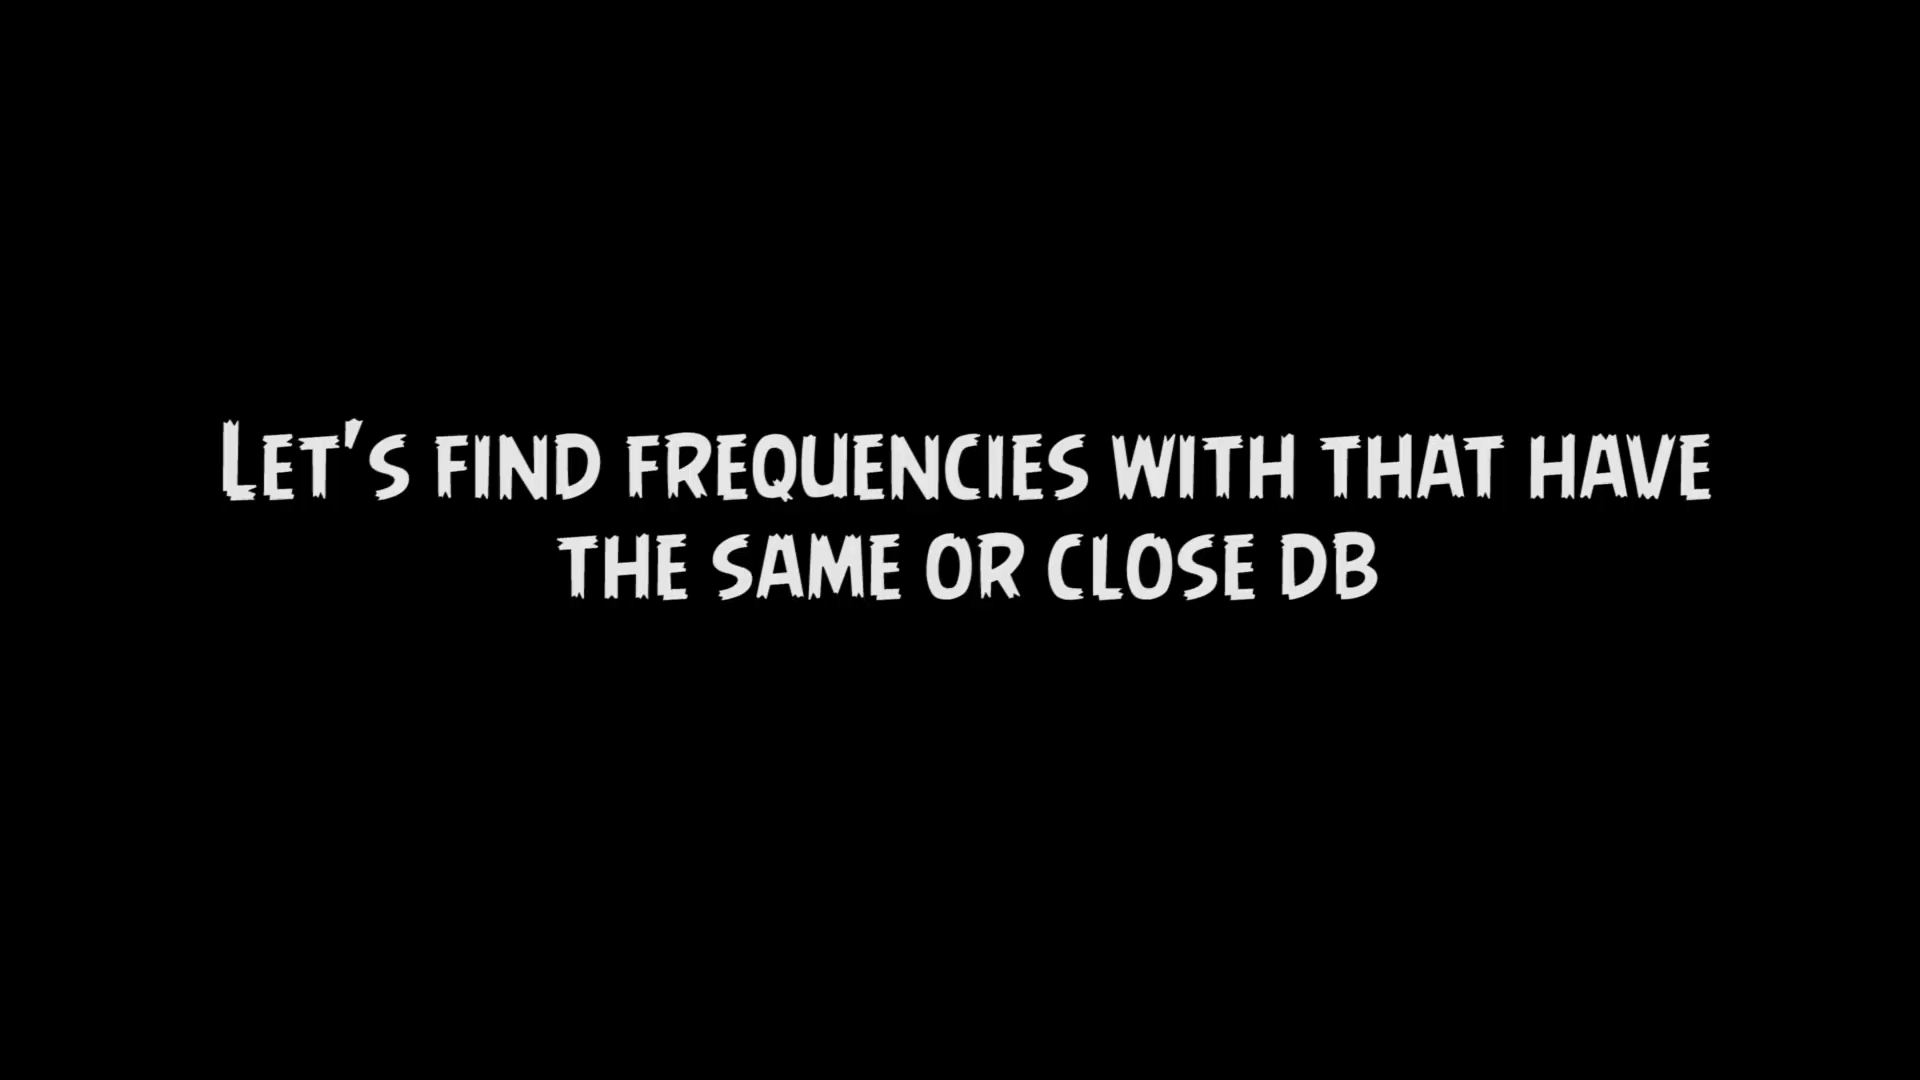 Let's find frequencies with that have
the same or close dB